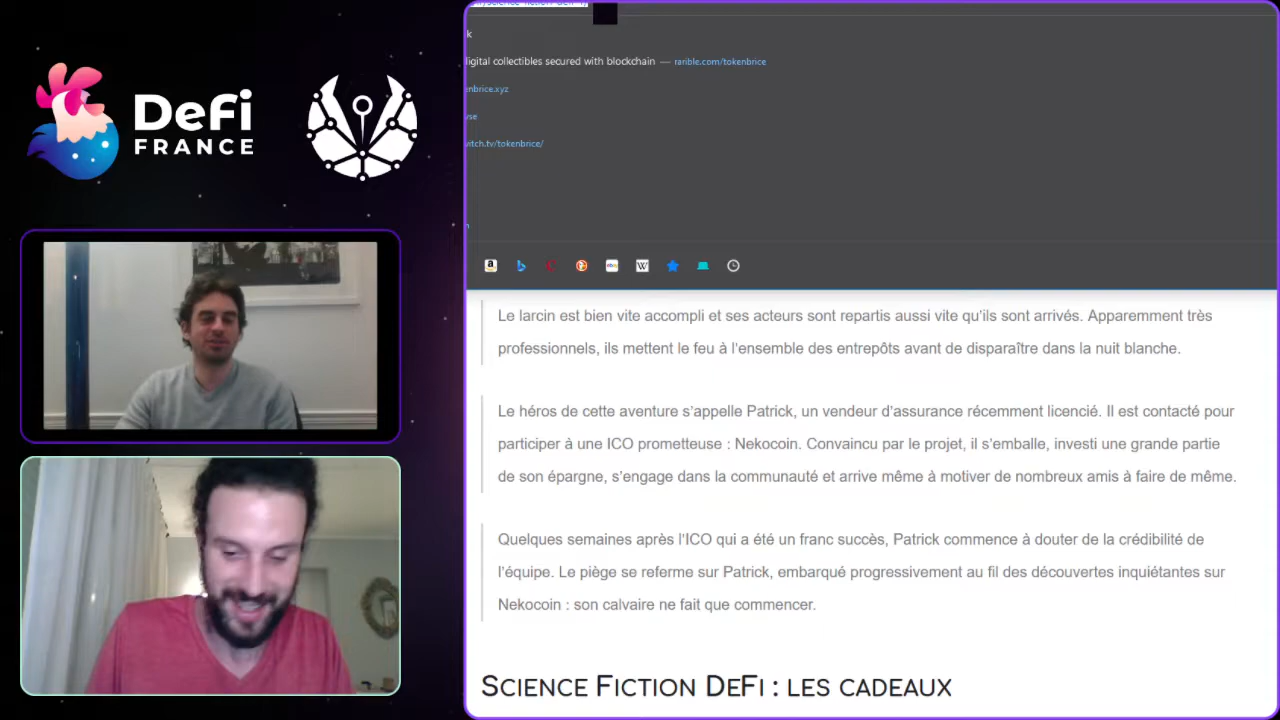 DeFi
FRANCE
k
digital collectibles secured with blockchain — rarible.com/tokenbrice
enbrice.xyz
witch.tv/tokenbrice/
Le larcin est bien vite accompli et ses acteurs sont repartis aussi vite qu'ils sont arrivés. Apparemment très
professionnels, ils mettent le feu à l'ensemble des entrepôts avant de disparaître dans la nuit blanche.
Le héros de cette aventure s'appelle Patrick, un vendeur d'assurance récemment licencié. Il est contacté pour
participer à une ICO prometteuse : Nekocoin. Convaincu par le projet, il s'emballe, investi une grande partie
de son épargne, s'engage dans la communauté et arrive même à motiver de nombreux amis à faire de même.
Quelques semaines après l'ICO qui a été un franc succès, Patrick commence à douter de la crédibilité de
l'équipe. Le piège se referme sur Patrick, embarqué progressivement au fil des découvertes inquiétantes sur
Nekocoin : son calvaire ne fait que commencer.
SCIENCE FICTION DEFI : LES CADEAUX